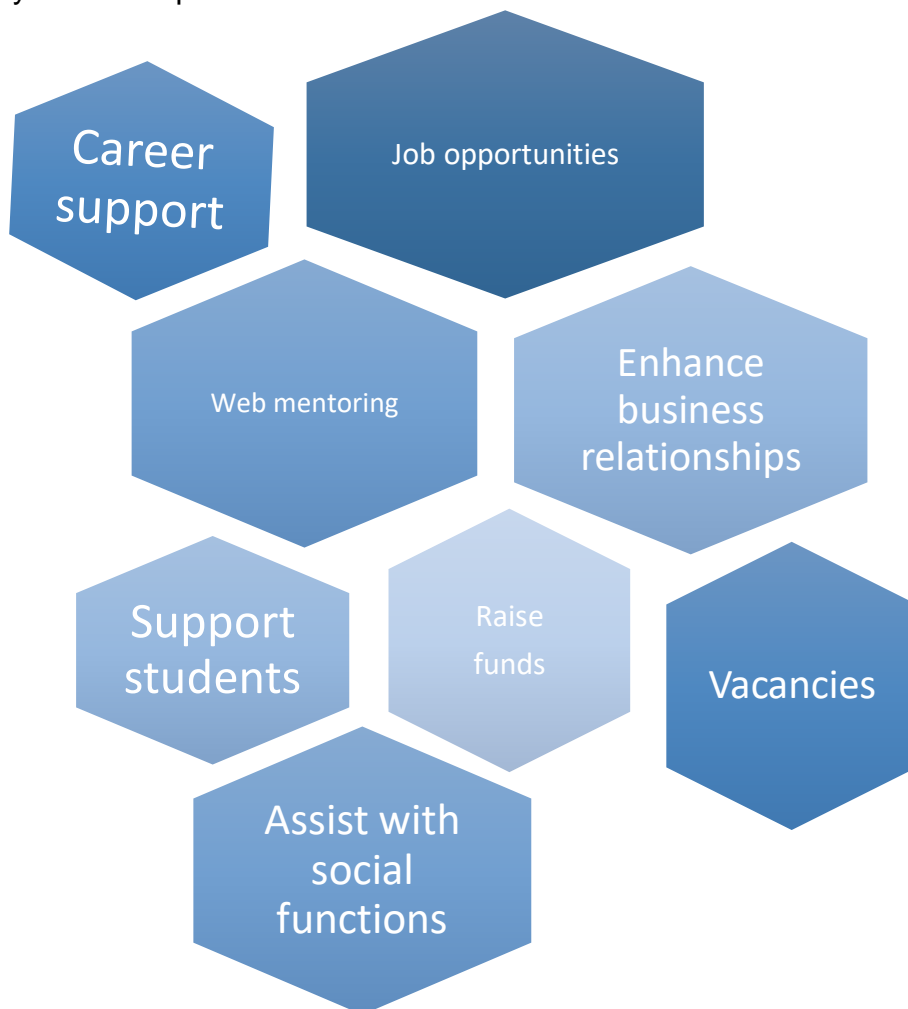 Career
support
Job opportunities
Web mentoring
Enhance
business
relationships
Support
students
Raise
funds
Vacancies
Assist with
social
functions